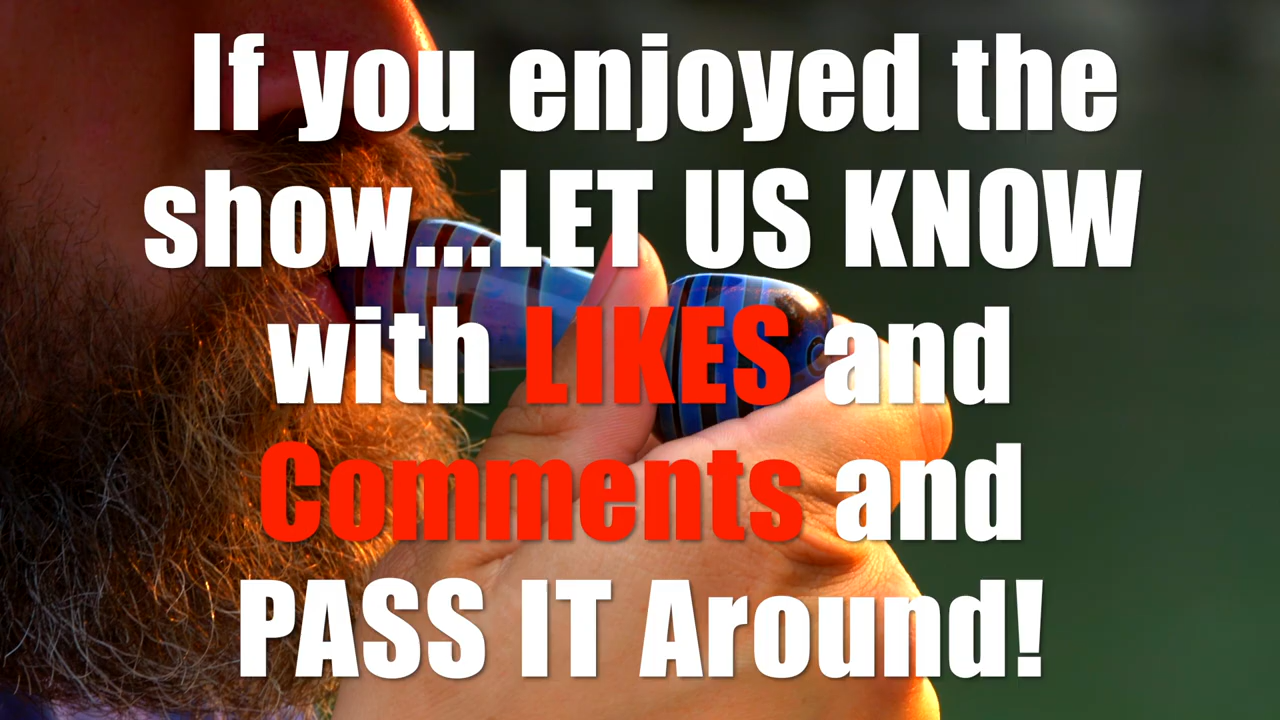 If you enjoyed the
show...LET US KNOW
with LIKES and
Comments and
PASS IT Around!